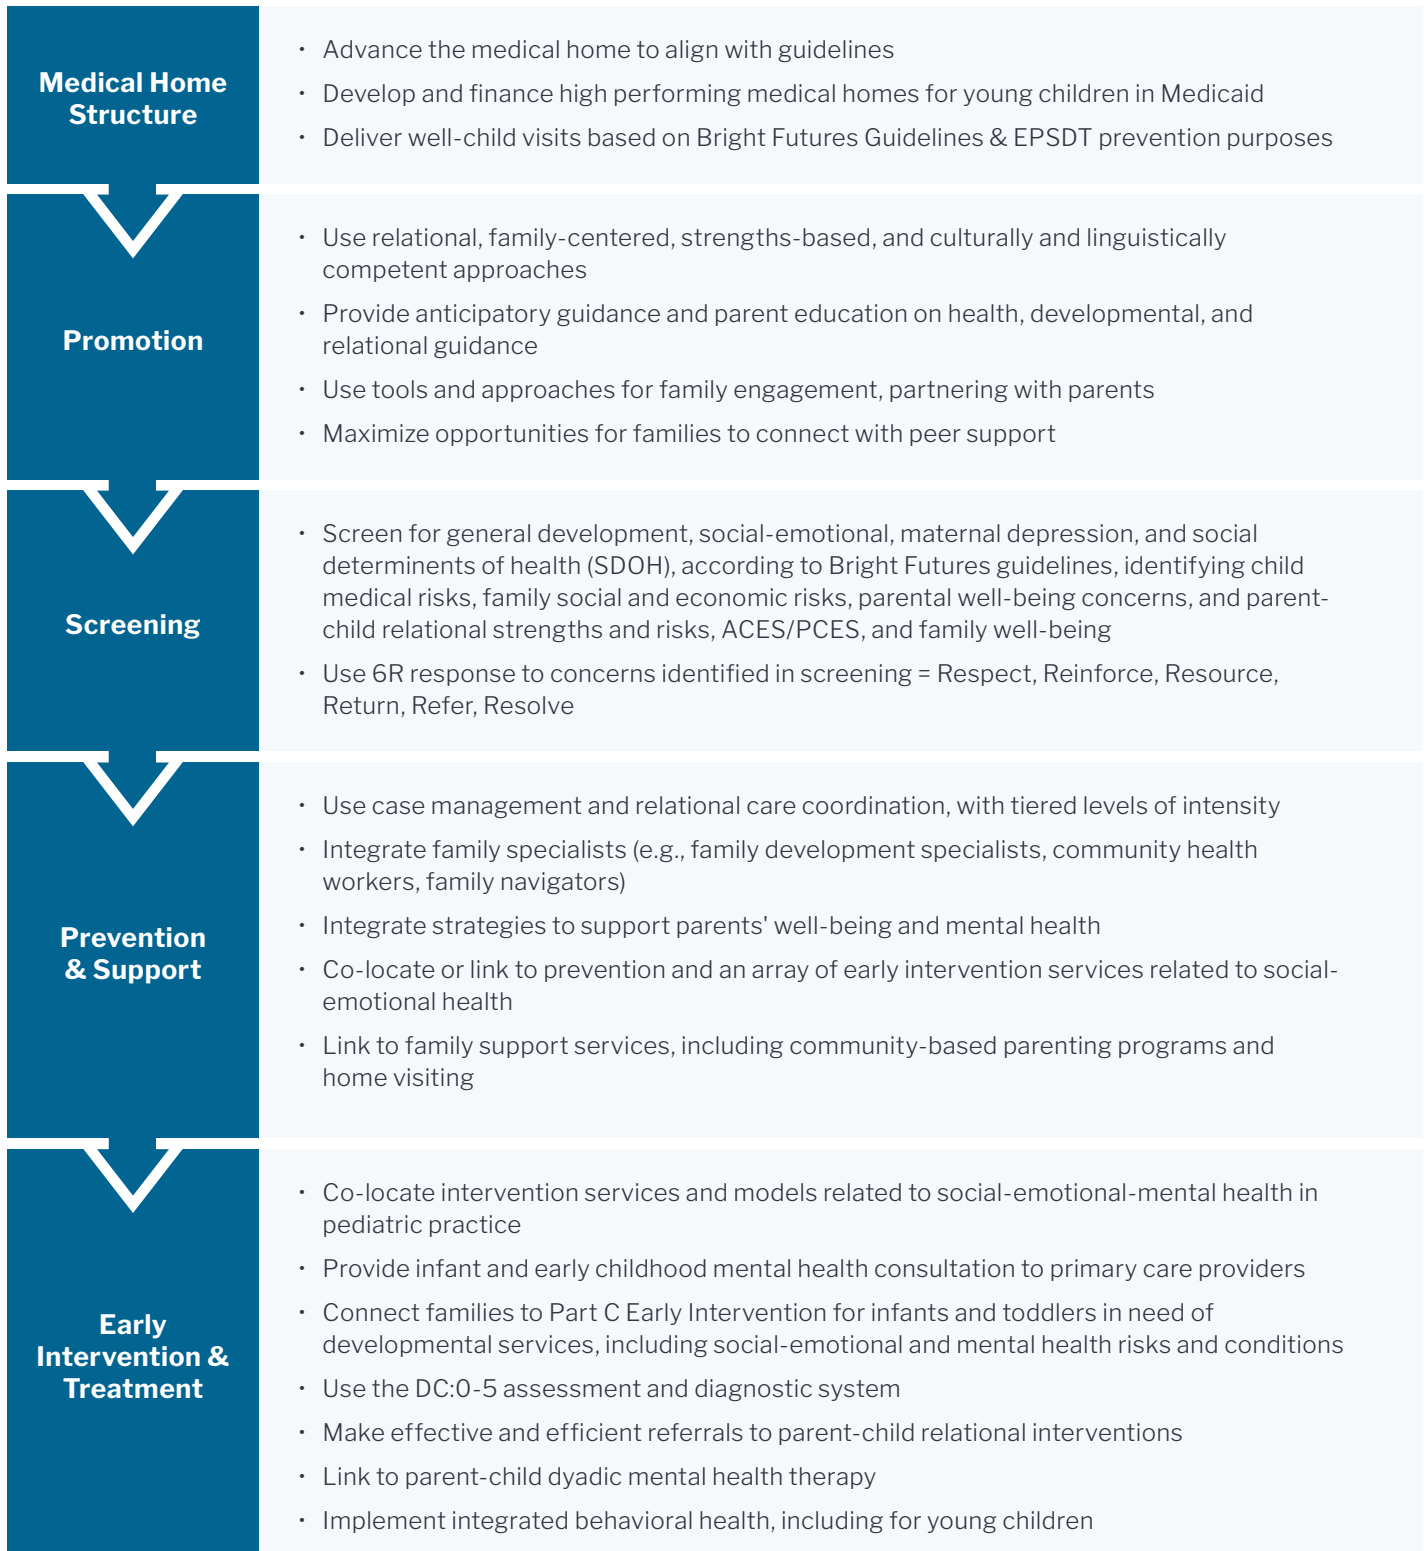 Medical Home
Structure
• Advance the medical home to align with guidelines
• Develop and finance high performing medical homes for young children in Medicaid
• Deliver well-child visits based on Bright Futures Guidelines & EPSDT prevention purposes
Promotion
• Use relational, family-centered, strengths-based, and culturally and linguistically
competent approaches
• Provide anticipatory guidance and parent education on health, developmental, and
relational guidance
• Use tools and approaches for family engagement, partnering with parents
• Maximize opportunities for families to connect with peer support
Screening
• Screen for general development, social-emotional, maternal depression, and social
determinents of health (SDOH), according to Bright Futures guidelines, identifying child
medical risks, family social and economic risks, parental well-being concerns, and parent-
child relational strengths and risks, ACES/PCES, and family well-being
• Use 6R response to concerns identified in screening = Respect, Reinforce, Resource,
Return, Refer, Resolve
Prevention
& Support
• Use case management and relational care coordination, with tiered levels of intensity
• Integrate family specialists (e.g., family development specialists, community health
workers, family navigators)
• Integrate strategies to support parents' well-being and mental health
• Co-locate or link to prevention and an array of early intervention services related to social-
emotional health
• Link to family support services, including community-based parenting programs and
home visiting
Early
Intervention &
Treatment
• Co-locate intervention services and models related to social-emotional-mental health in
pediatric practice
• Provide infant and early childhood mental health consultation to primary care providers
• Connect families to Part C Early Intervention for infants and toddlers in need of
developmental services, including social-emotional and mental health risks and conditions
• Use the DC:0-5 assessment and diagnostic system
• Make effective and efficient referrals to parent-child relational interventions
• Link to parent-child dyadic mental health therapy
• Implement integrated behavioral health, including for young children